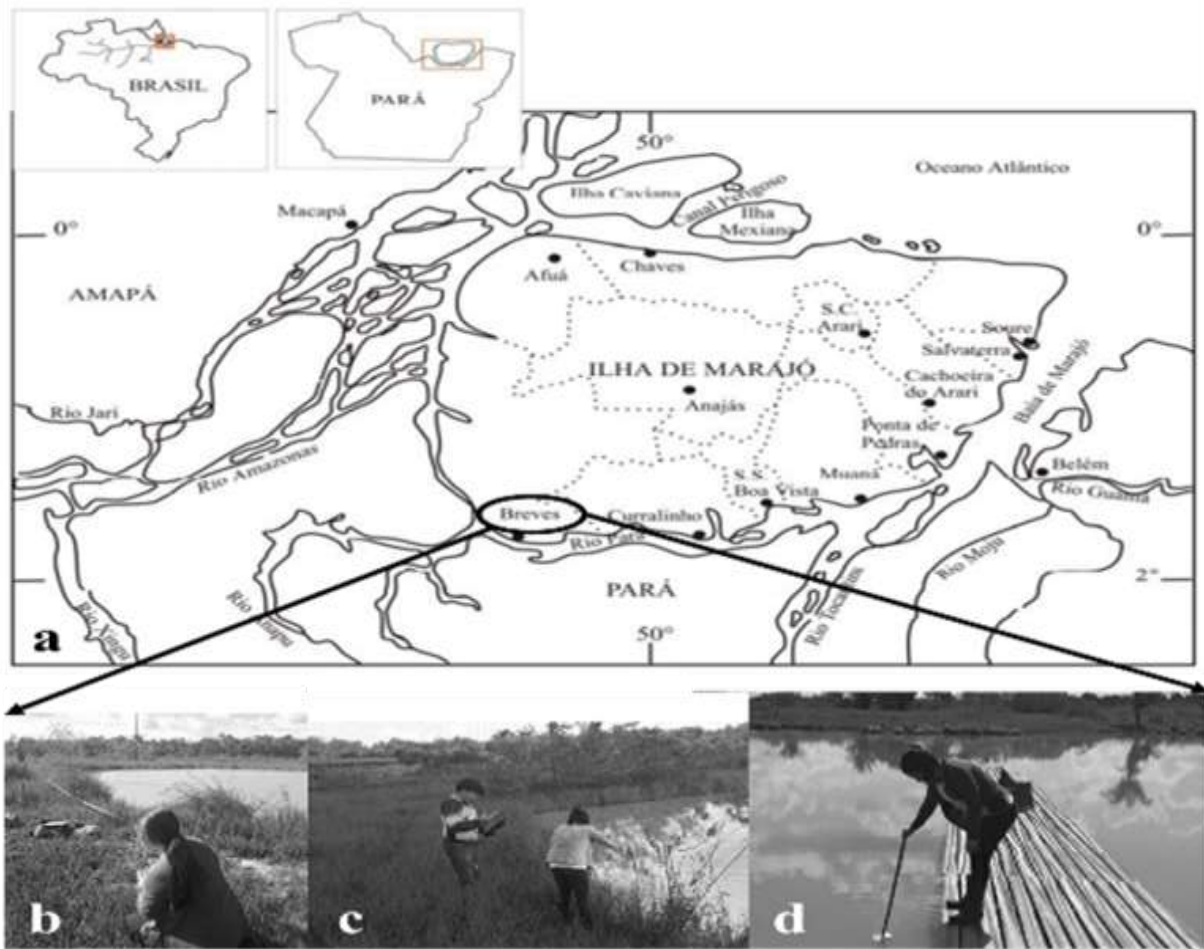 BRASIL
PARÁ
50°
Oceano Atlântico
Ilha Caviana
Canal Perigoso
Ilha
Mexiana
Macapá
0°
0°
Afuá
Chaves
AMAPÁ
S.C.
Arari
Soure
Salvaterra
ILHA DE MARAJÓ
Cachoeira
do Arari
Baia de Marajó
Anajás
Rio Jari
Ponta de
Pedras
Rio Amazonas
Muaná
Belém
S.S.
Boa Vista
Rio Guamá
Breves
Curralinho
Rio Pará
Rio Moju
PARÁ
2°
Rio Tocantins
Rio Xingu
Rio
a
50°
b
c
d